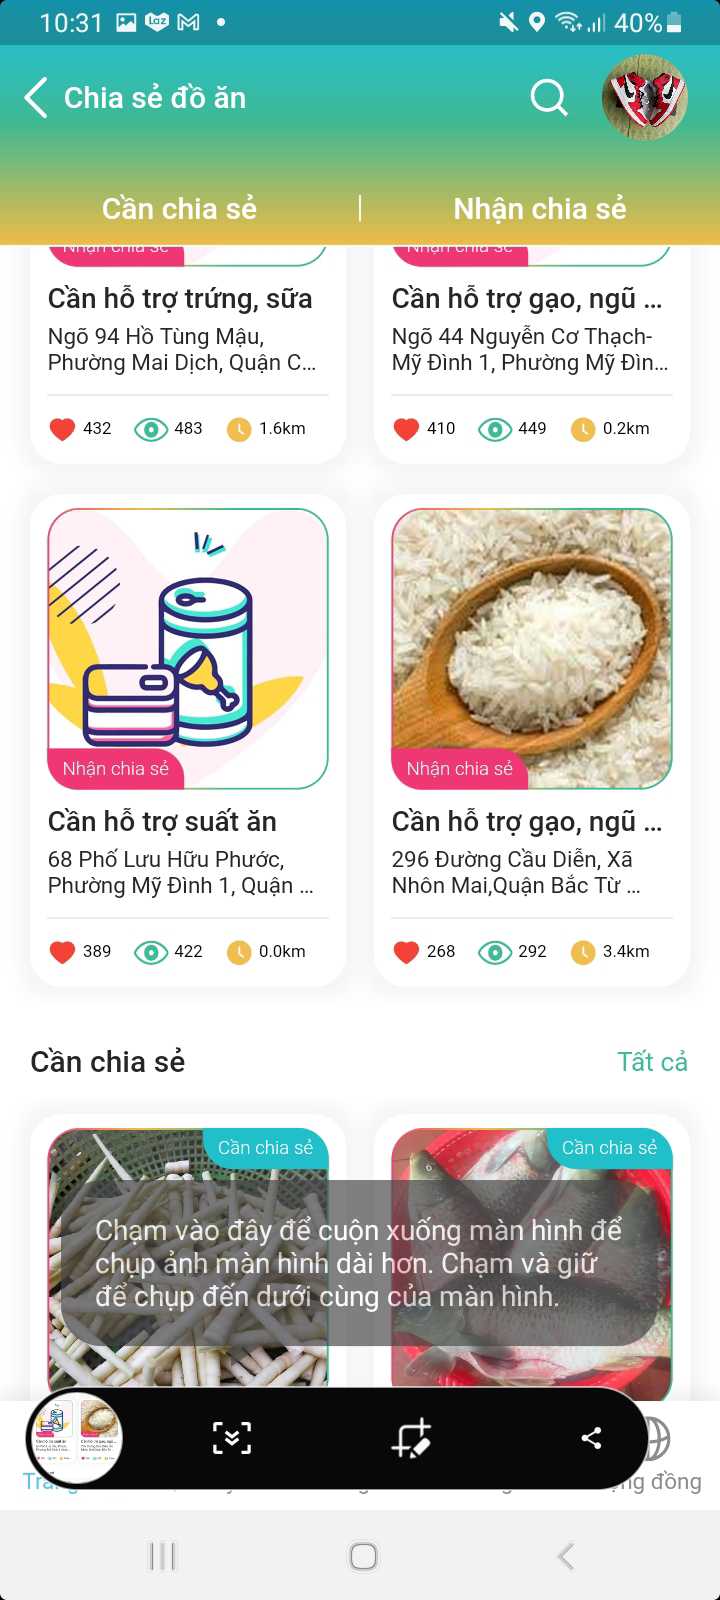 10:31
Laz
40%
Chia sẻ đồ ăn
Cần chia sẻ
Nhận chia sẻ
Nhận chia sẻ
Nhận chia sẻ
Cần hỗ trợ trứng, sữa
Ngõ 94 Hồ Tùng Mậu,
Phường Mai Dịch, Quận C...
432 483 1.6km
Cần hỗ trợ gạo, ngũ ...
Ngõ 44 Nguyễn Cơ Thạch-
Mỹ Đình 1, Phường Mỹ Đìn...
410 449 0.2km
Nhận chia sẻ
Cần hỗ trợ suất ăn
68 Phố Lưu Hữu Phước,
Phường Mỹ Đình 1, Quận ...
389 422 0.0km
Nhận chia sẻ
Cần hỗ trợ gạo, ngũ ...
296 Đường Cầu Diễn, Xã
Nhôn Mai,Quận Bắc Từ ...
268 292 3.4km
Cần chia sẻ
Tất cả
Cần chia sẻ
Cần chia sẻ
Chạm vào đây để cuộn xuống màn hình để
chụp ảnh màn hình dài hơn. Chạm và giữ
để chụp đến dưới cùng của màn hình.
đồng